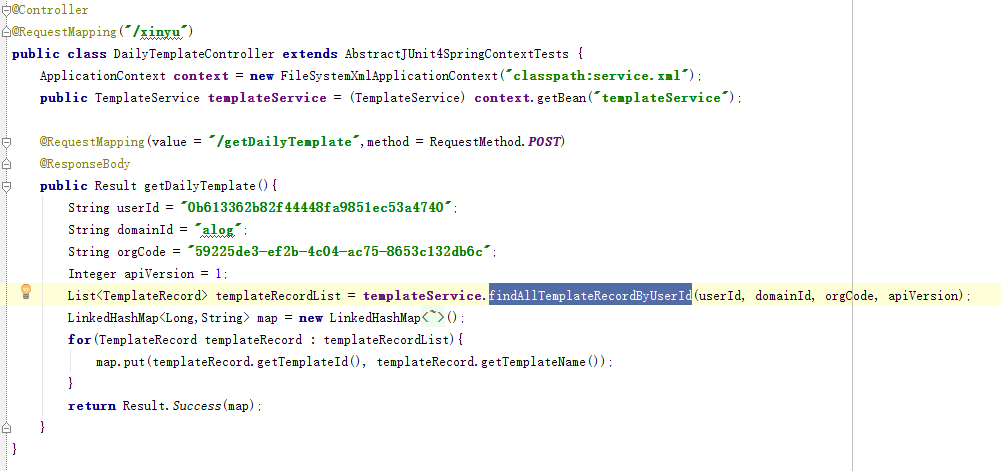 @Controller
@RequestMapping("/xinyu")
public class DailyTemplateController extends AbstractJUnit4SpringContextTests {
ApplicationContext context = new FileSystemXmlApplicationContext("classpath:service.xml");
public TemplateService templateService = (TemplateService) context.getBean("templateService");
@RequestMapping(value = "/getDailyTemplate",method = RequestMethod.POST)
@ResponseBody
public Result getDailyTemplate(){
String userId = "0b613362b82f44448fa9851ec53a4740";
String domainId = "alog";
String orgCode = "59225de3-ef2b-4c04-ac75-8653c132db6c";
Integer apiVersion = 1;
List<TemplateRecord> templateRecordList = templateService.findAllTemplateRecordByUserId(userId, domainId, orgCode, apiVersion);
LinkedHashMap<Long,String> map = new LinkedHashMap<~>();
for(TemplateRecord templateRecord : templateRecordList){
map.put(templateRecord.getTemplateId(), templateRecord.getTemplateName());
}
return Result.Success(map);
}
}